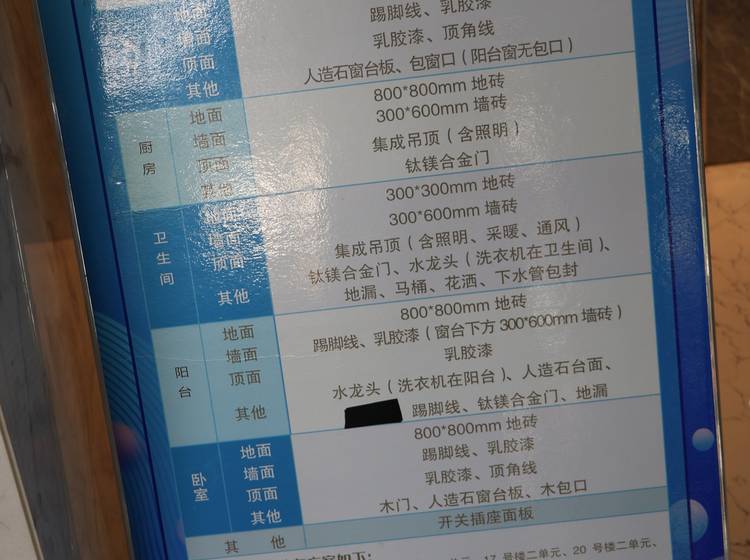 地面
踢脚线、乳胶漆
墙面
乳胶漆、顶角线
顶面
人造石窗台板、包窗口（阳台窗无包口）
其他
800*800mm 地砖
厨房
地面
300*600mm 墙砖
墙面
集成吊顶（含照明）
顶面
钛镁合金门
其他
300*300mm 地砖
卫生间
地面
300*600mm 墙砖
墙面
集成吊顶（含照明、采暖、通风）
顶面
钛镁合金门、水龙头（洗衣机在卫生间）、
其他
地漏、马桶、花洒、下水管包封
800*800mm 地砖
阳台
地面
踢脚线、乳胶漆（窗台下方300*600mm 墙砖）
墙面
乳胶漆
顶面
水龙头（洗衣机在阳台）、人造石台面、
其他
踢脚线、钛镁合金门、地漏
800*800mm 地砖
卧室
地面
踢脚线、乳胶漆
墙面
乳胶漆、顶角线
顶面
木门、人造石窗台板、木包口
其他
开关插座面板
其 他
如下：
17 号楼二单元、20 号楼二单元、